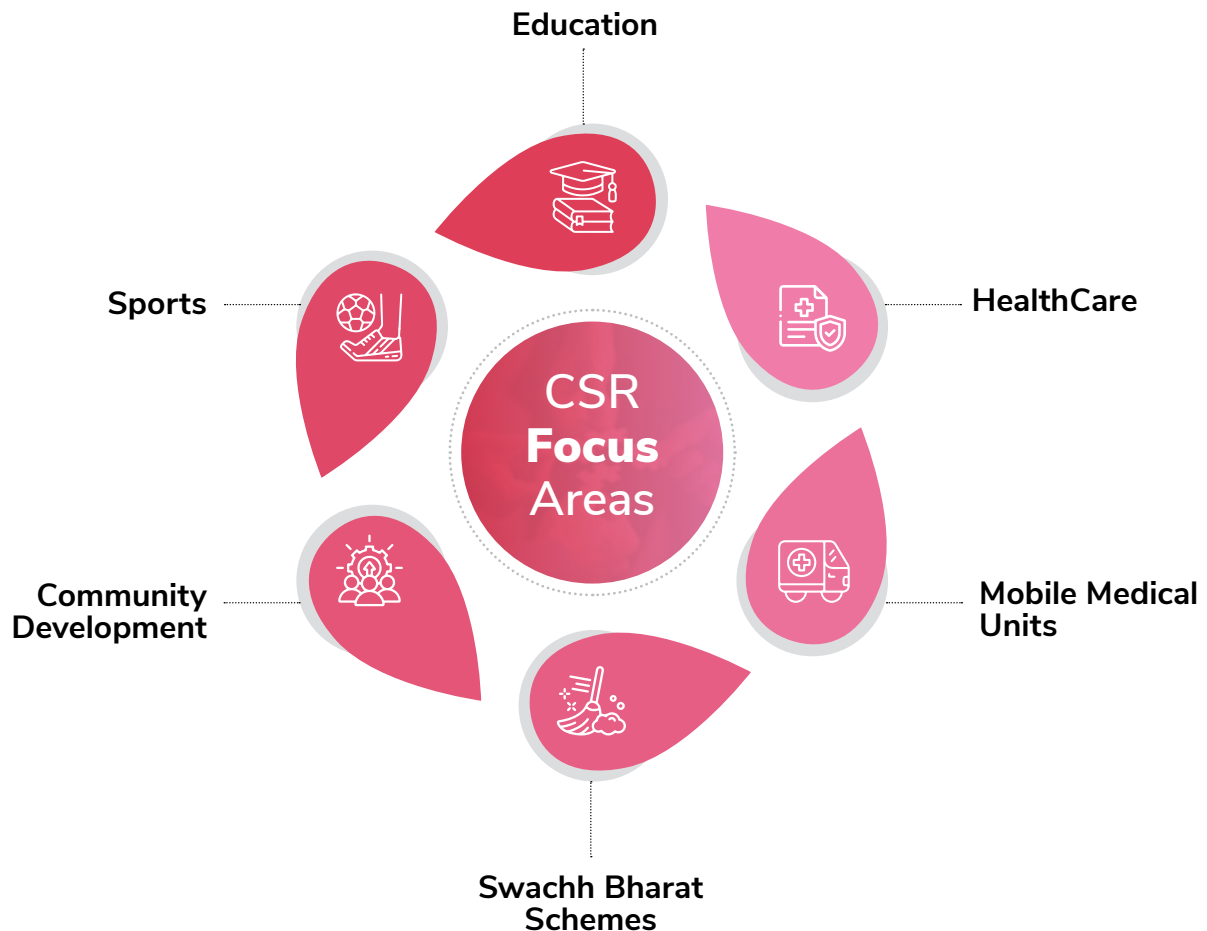 Education
HealthCare
Sports
CSR
Focus
Areas
Mobile Medical
Units
Community
Development
Swachh Bharat
Schemes